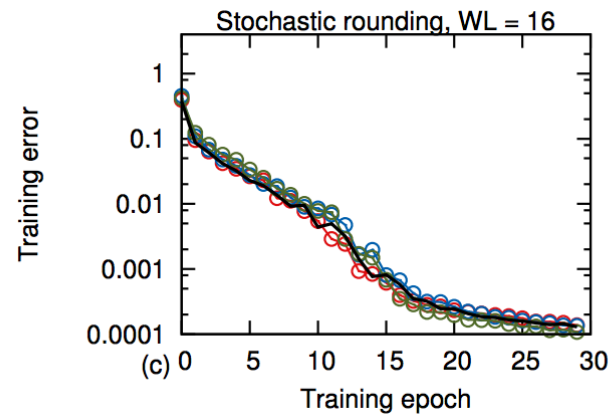 Stochastic rounding, WL = 16
1
0.1
0.01
0.001
0.0001
Training error
(c)
0 5 10 15 20 25 30
Training epoch